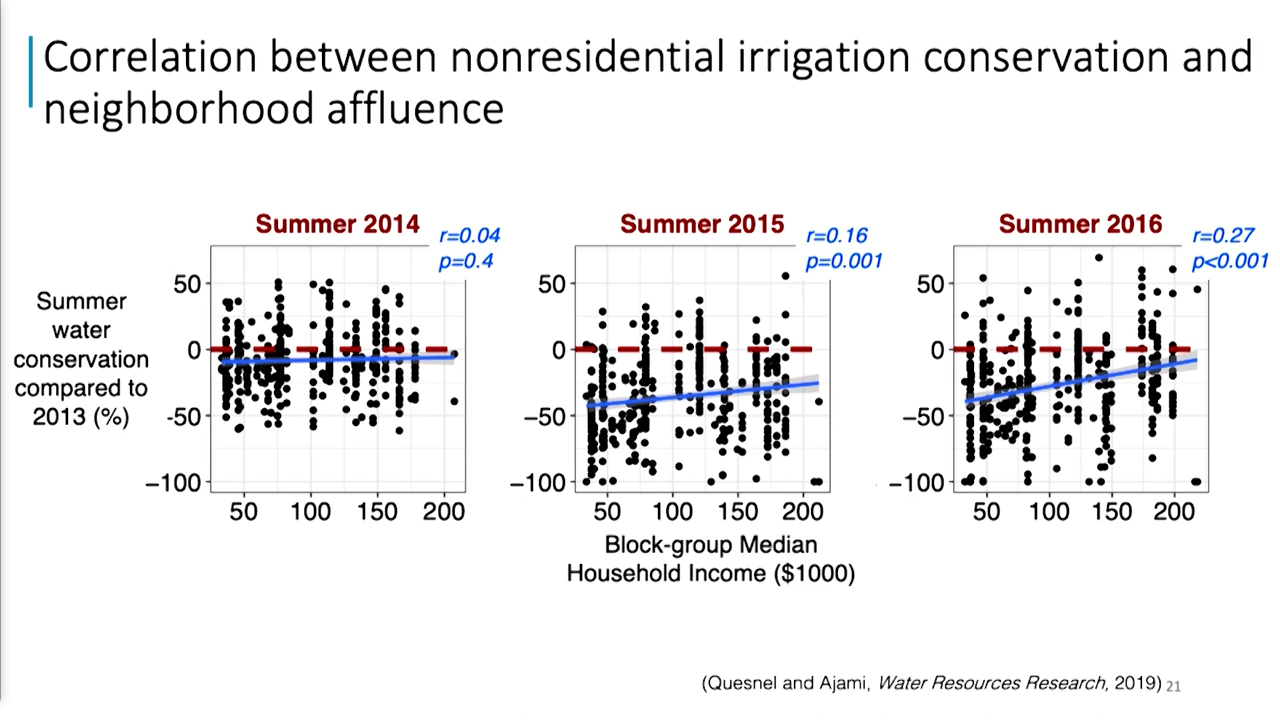 Correlation between nonresidential irrigation conservation and
neighborhood affluence
Summer 2014
r=0.04
p=0.4
Summer 2015
r=0.16
p=0.001
Summer 2016
r=0.27
p<0.001
Summer
water
conservation
compared to
2013 (%)
50
0
−50
−100
50 100 150 200
50
0
−50
−100
50 100 150 200
50
0
−50
−100
50 100 150 200
Block-group Median
Household Income ($1000)
(Quesnel and Ajami, Water Resources Research, 2019) 21